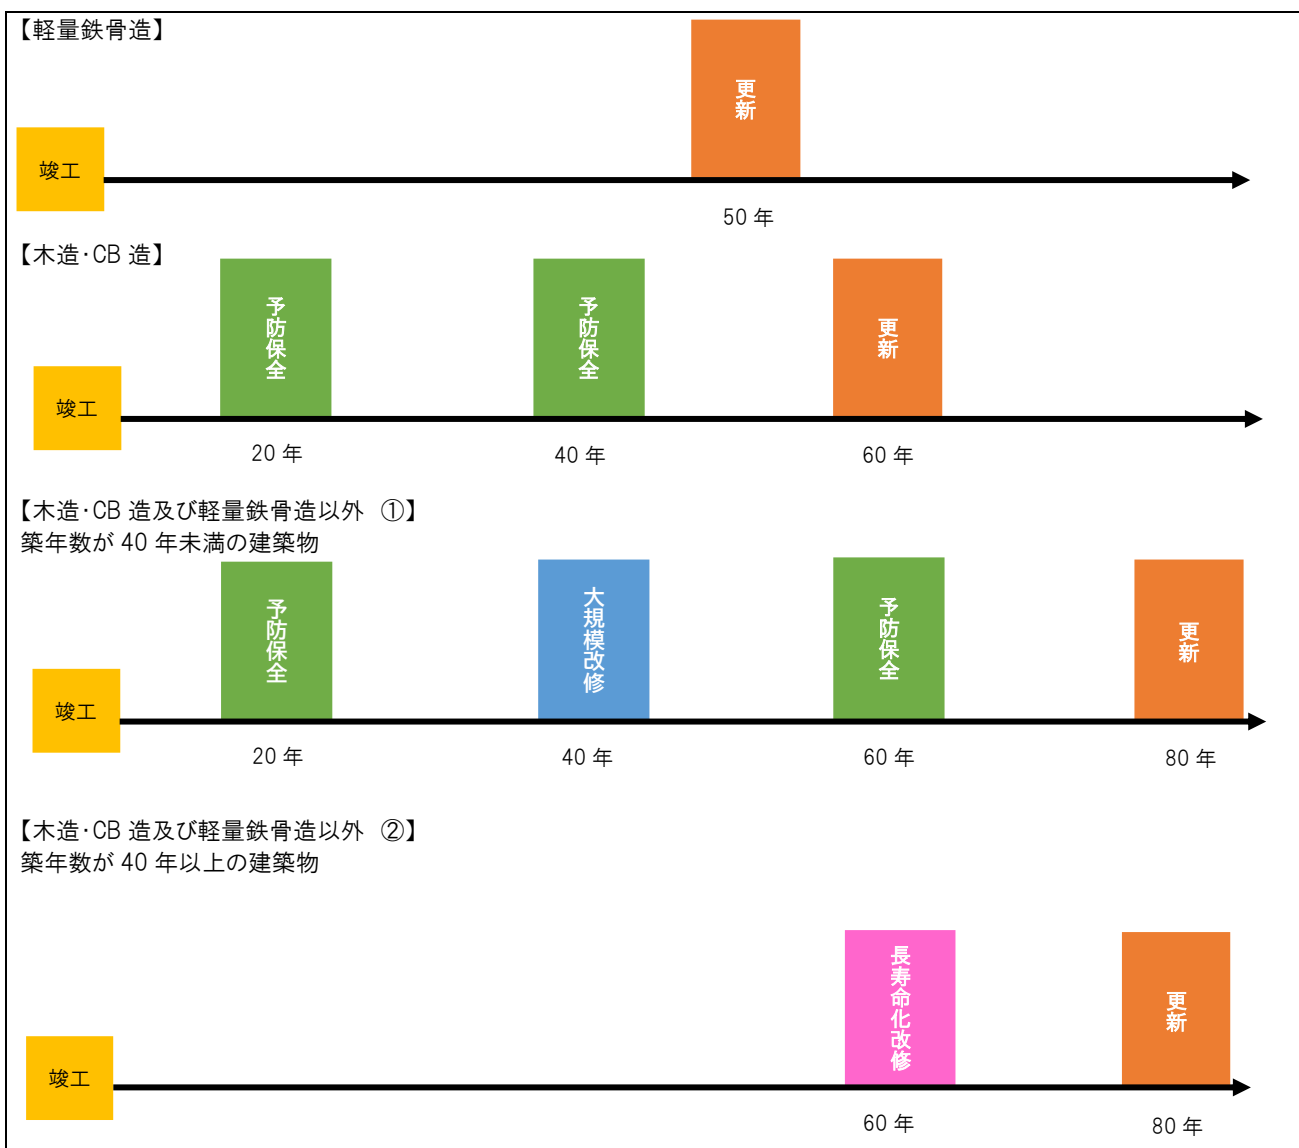 【軽量鉄骨造】
更新
竣工
50 年
【木造・CB 造】
予防保全
予防保全
更新
竣工
20 年
40 年
60 年
【木造・CB 造及び軽量鉄骨造以外　①】
築年数が 40 年未満の建築物
予防保全
大規模改修
予防保全
更新
竣工
20 年
40 年
60 年
80 年
【木造・CB 造及び軽量鉄骨造以外　②】
築年数が 40 年以上の建築物
長寿命化改修
更新
竣工
60 年
80 年